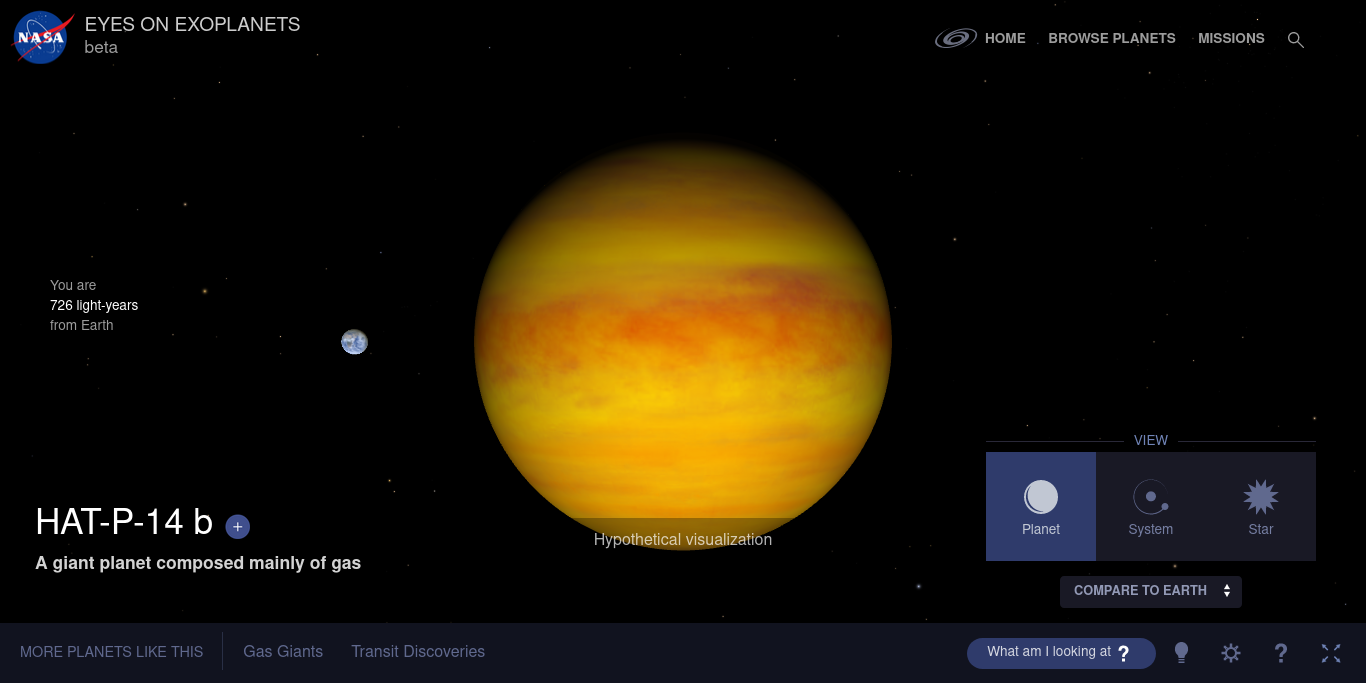 NASA
EYES ON EXOPLANETS
beta
HOME
BROWSE PLANETS
MISSIONS
You are
726 light-years
from Earth
HAT-P-14 b +
A giant planet composed mainly of gas
Hypothetical visualization
VIEW
Planet
System
Star
COMPARE TO EARTH
MORE PLANETS LIKE THIS
Gas Giants
Transit Discoveries
What am I looking at ?
?